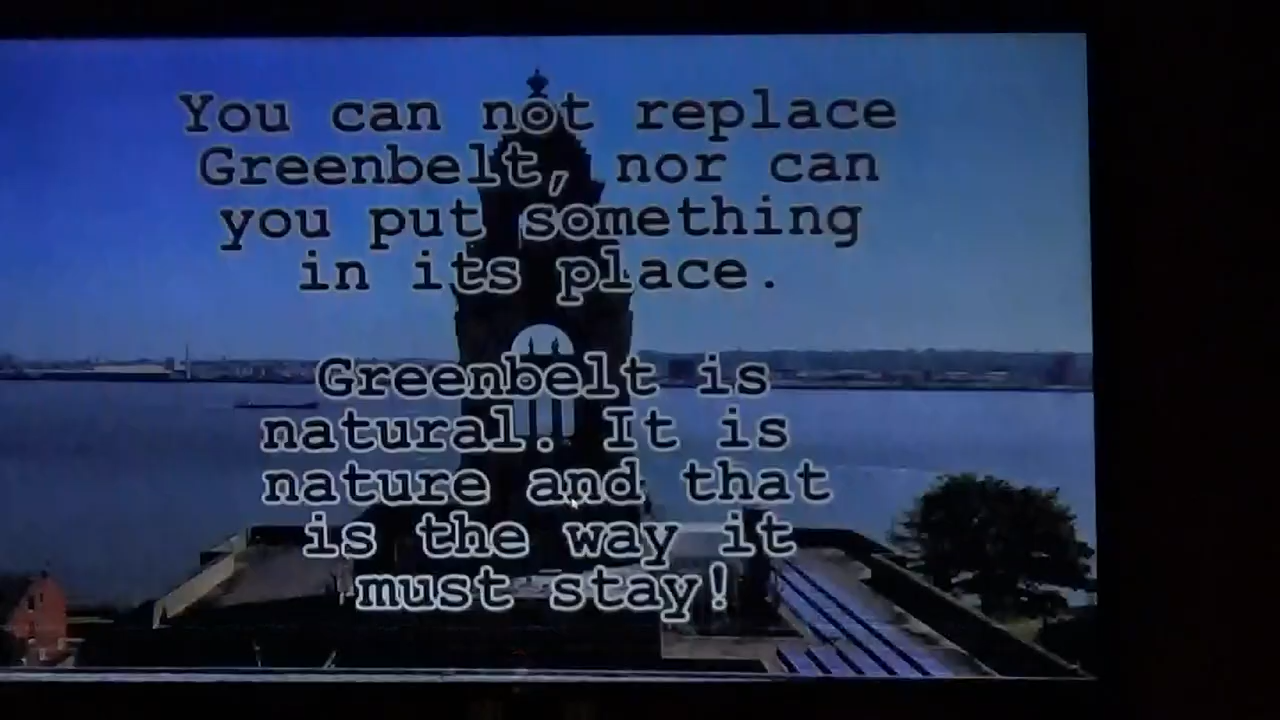 You can not replace
Greenbelt, nor can
you put something
in its place.
Greenbelt is
natural. It is
nature and that
is the way it
must stay!